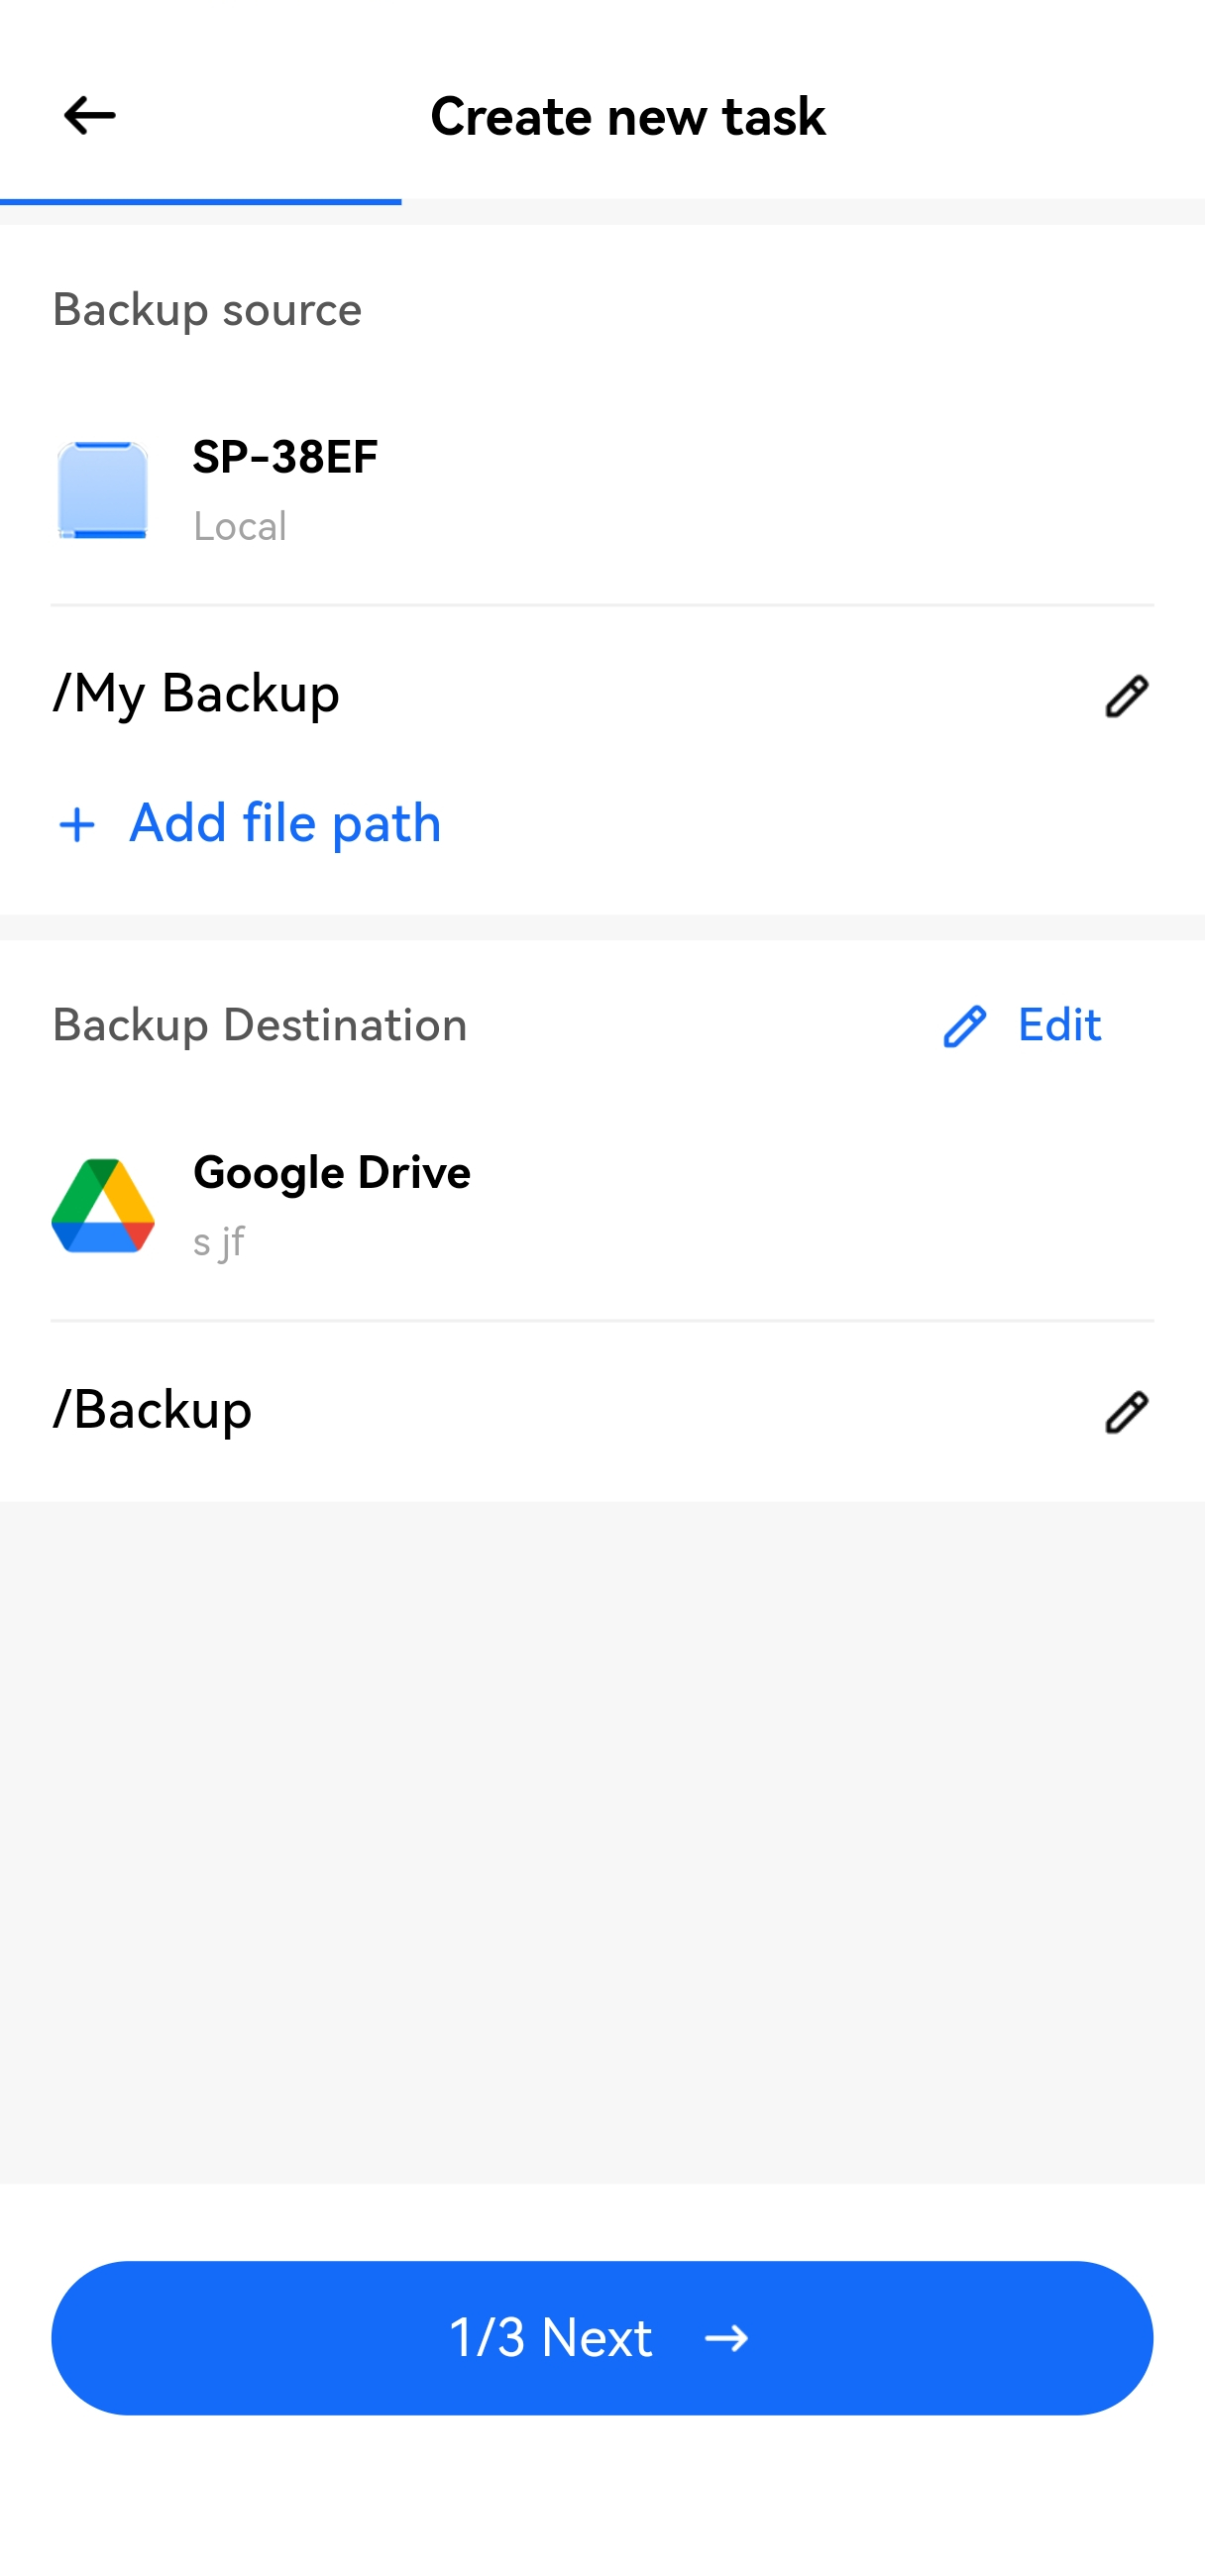 Create new task
Backup source
SP-38EF
Local
/My Backup
+ Add file path
Backup Destination
Edit
Google Drive
s jf
/Backup
1/3 Next →